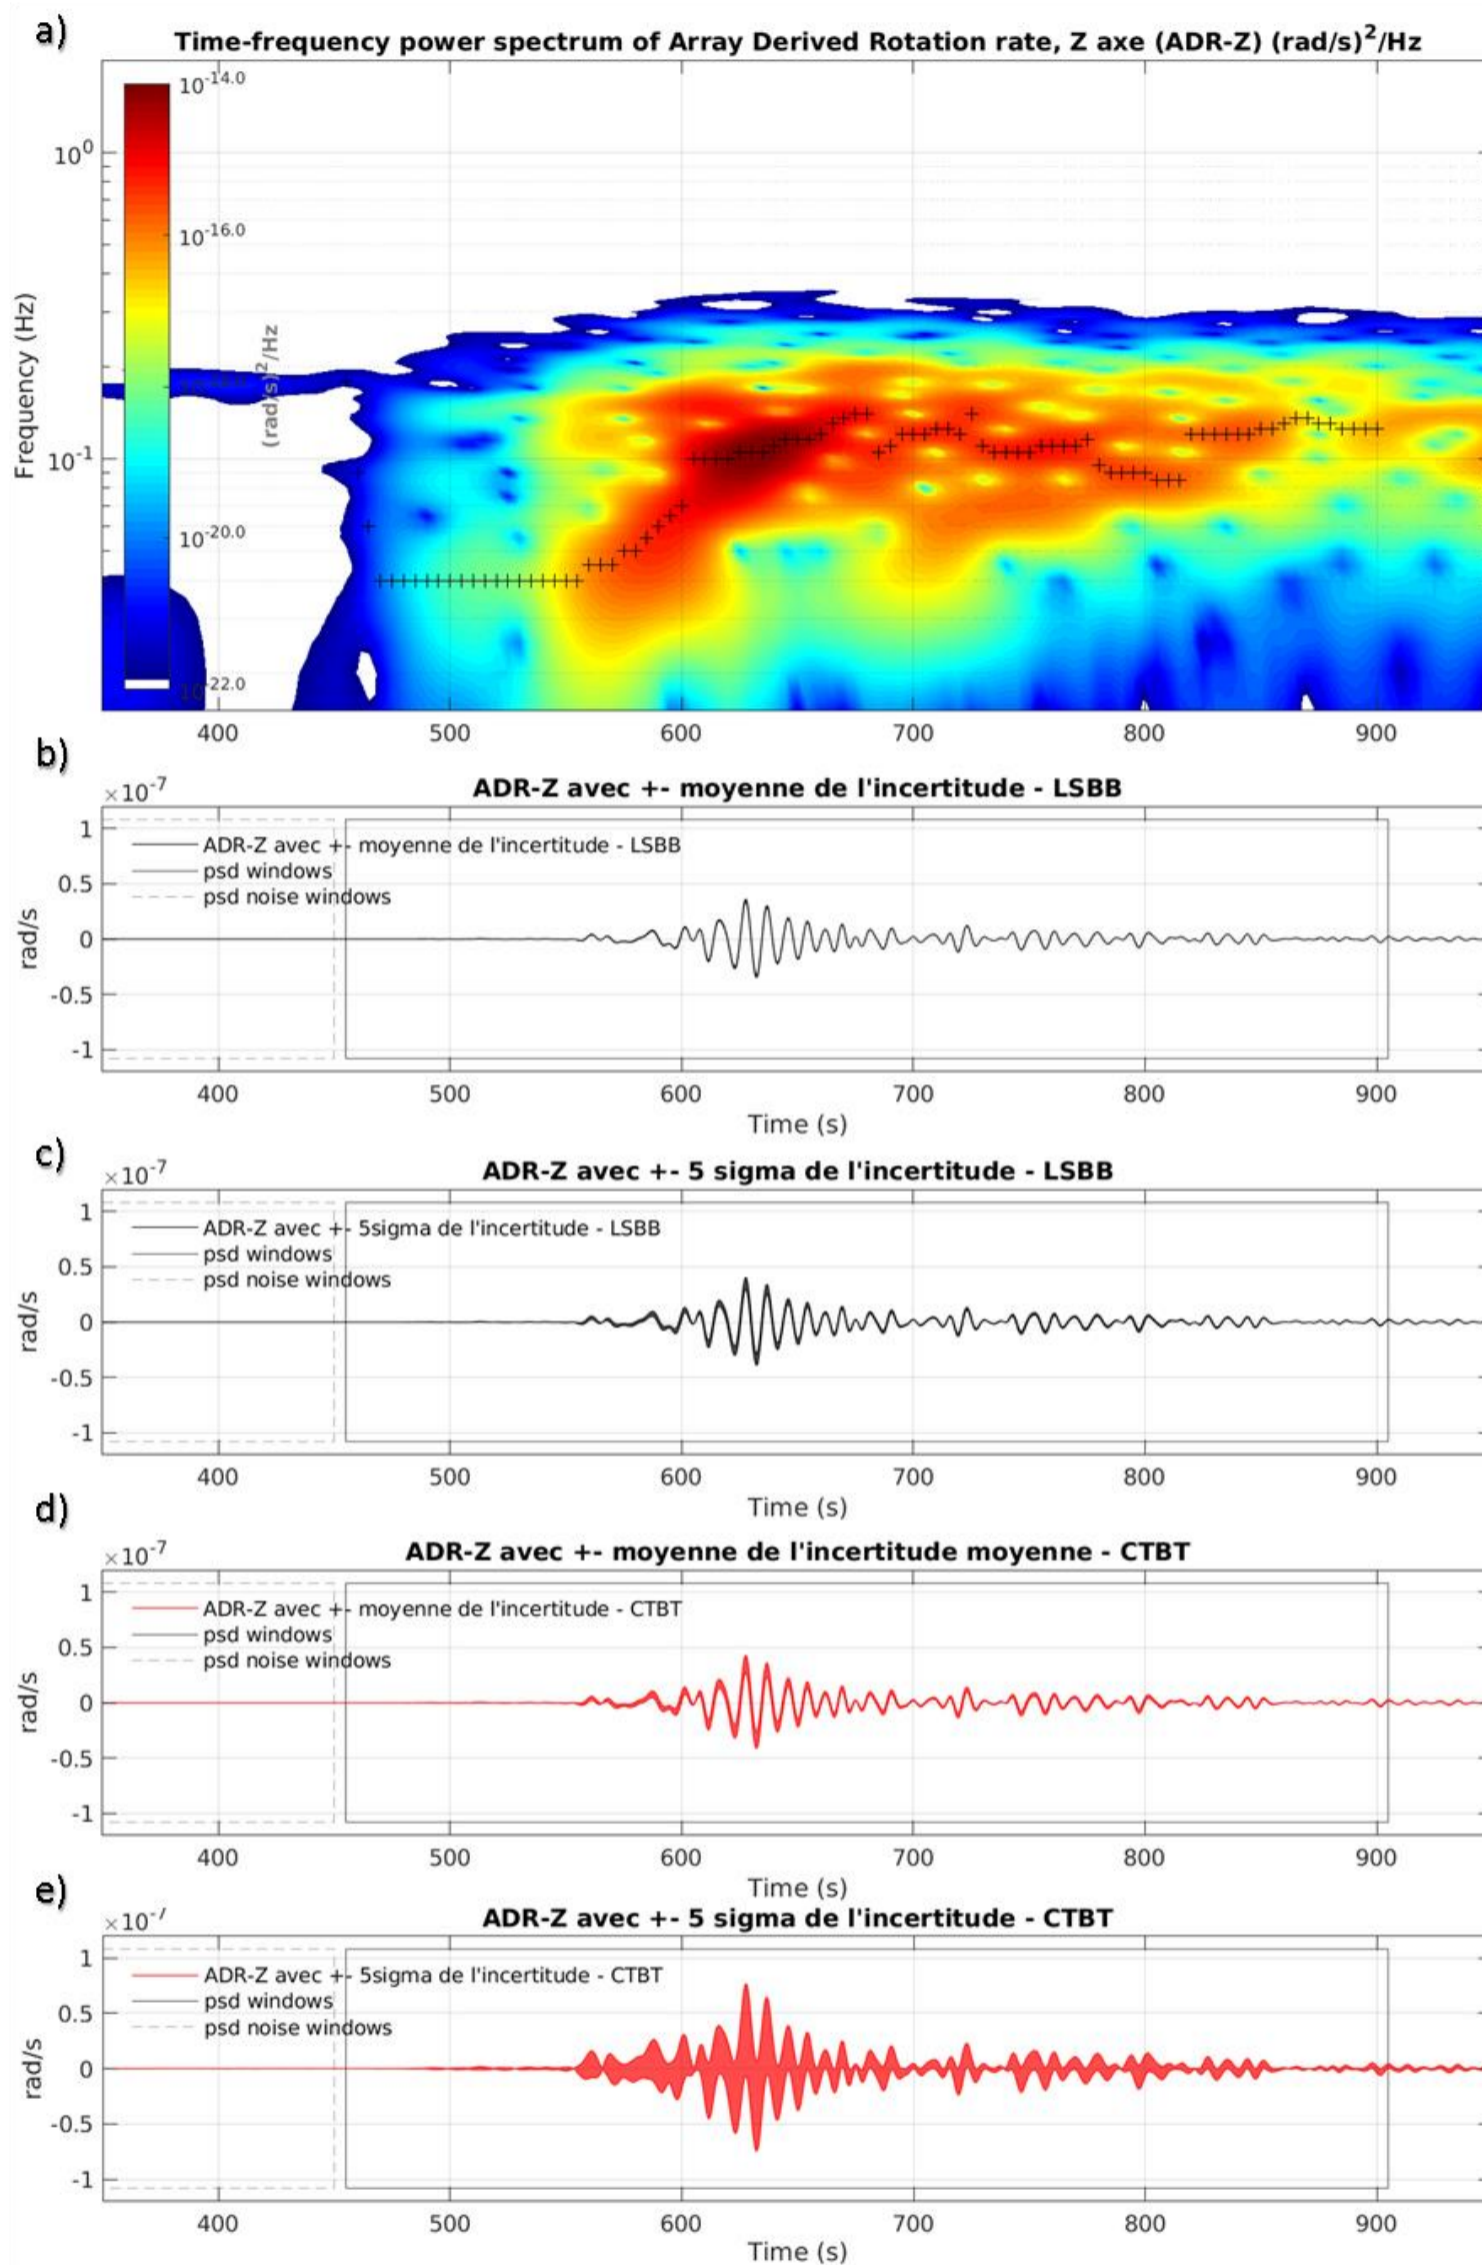 a)
Time-frequency power spectrum of Array Derived Rotation rate, Z axe (ADR-Z) (rad/s)²/Hz
10^-14.0
10^0
10^-16.0
Frequency (Hz)
(rad/s)²/Hz
10^-1
10^-20.0
10^-22.0
400 500 600 700 800 900
b)
×10^-7
ADR-Z avec +- moyenne de l'incertitude - LSBB
1
ADR-Z avec +- moyenne de l'incertitude - LSBB
psd windows
0.5
psd noise windows
rad/s
0
-0.5
-1
400 500 600 700 800 900
Time (s)
c)
×10^-7
ADR-Z avec +- 5 sigma de l'incertitude - LSBB
1
ADR-Z avec +- 5sigma de l'incertitude - LSBB
psd windows
0.5
psd noise windows
rad/s
0
-0.5
-1
400 500 600 700 800 900
Time (s)
d)
×10^-7
ADR-Z avec +- moyenne de l'incertitude moyenne - CTBT
1
ADR-Z avec +- moyenne de l'incertitude - CTBT
psd windows
0.5
psd noise windows
rad/s
0
-0.5
-1
400 500 600 700 800 900
Time (s)
e)
×10^-7
ADR-Z avec +- 5 sigma de l'incertitude - CTBT
1
ADR-Z avec +- 5sigma de l'incertitude - CTBT
psd windows
0.5
psd noise windows
rad/s
0
-0.5
-1
400 500 600 700 800 900
Time (s)